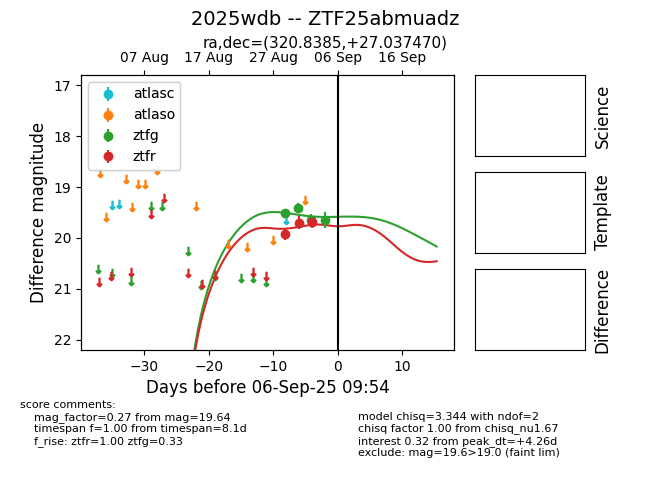 2025wdb -- ZTF25abmuadz
ra,dec=(320.8385,+27.037470)
07 Aug 17 Aug 27 Aug 06 Sep 16 Sep
atlasc
atlaso
ztfg
ztfr
17
18
19
20
21
22
Difference magnitude
−30 −20 −10 0 10
Days before 06-Sep-25 09:54
Science
Template
Difference
score comments:
mag_factor=0.27 from mag=19.64
timespan f=1.00 from timespan=8.1d
f_rise: ztfr=1.00 ztfg=0.33
model chisq=3.344 with ndof=2
chisq factor 1.00 from chisq_nu1.67
interest 0.32 from peak_dt=+4.26d
exclude: mag=19.6>19.0 (faint lim)